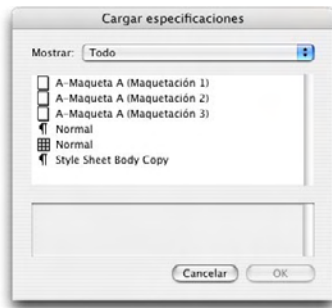 Cargar especificaciones
Mostrar: Todo
A-Maqueta A (Maquetación 1)
A-Maqueta A (Maquetación 2)
A-Maqueta A (Maquetación 3)
¶ Normal
Normal
¶ Style Sheet Body Copy
Cancelar OK